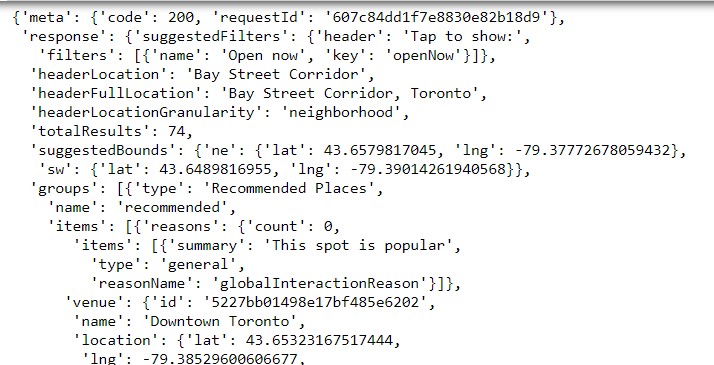 {'meta': {'code': 200, 'requestId': '607c84dd1f7e8830e82b18d9'},
'response': {'suggestedFilters': {'header': 'Tap to show:',
'filters': [{'name': 'Open now', 'key': 'openNow'}]},
'headerLocation': 'Bay Street Corridor',
'headerFullLocation': 'Bay Street Corridor, Toronto',
'headerLocationGranularity': 'neighborhood',
'totalResults': 74,
'suggestedBounds': {'ne': {'lat': 43.6579817045, 'lng': -79.37772678059432},
'sw': {'lat': 43.6489816955, 'lng': -79.39014261940568}},
'groups': [{'type': 'Recommended Places',
'name': 'recommended',
'items': [{'reasons': {'count': 0,
'items': [{'summary': 'This spot is popular',
'type': 'general',
'reasonName': 'globalInteractionReason'}]},
'venue': {'id': '5227bb01498e17bf485e6202',
'name': 'Downtown Toronto',
'location': {'lat': 43.65323167517444,
'lng': -79.38529600606677,